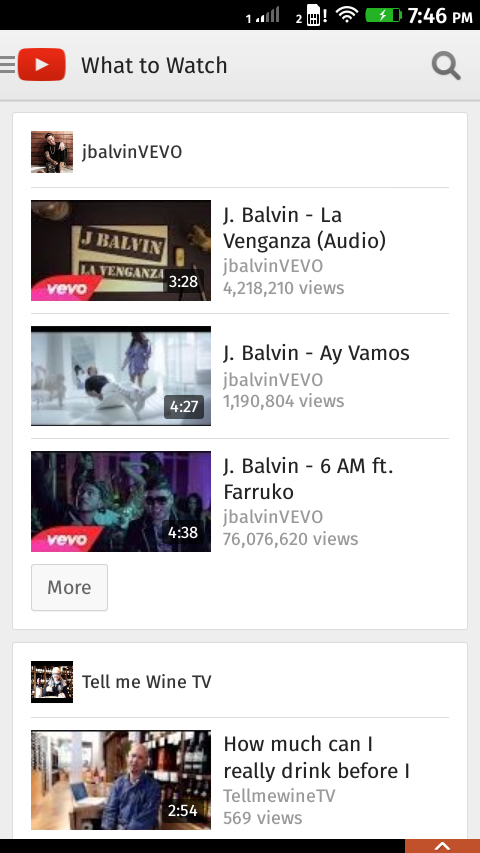 1 2 7:46 PM
What to Watch
jbalvinVEVO
J BALVIN
LA VENGANZA
vevo
3:28
J. Balvin - La
Venganza (Audio)
jbalvinVEVO
4,218,210 views
4:27
J. Balvin - Ay Vamos
jbalvinVEVO
1,190,804 views
vevo
4:38
J. Balvin - 6 AM ft.
Farruko
jbalvinVEVO
76,076,620 views
More
Tell me Wine TV
2:54
How much can I
really drink before I
TellmewineTV
569 views